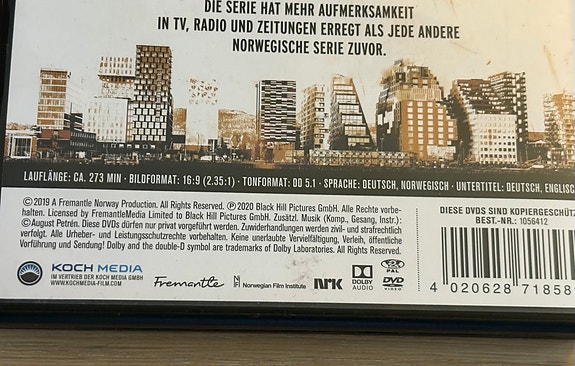 DIE SERIE HAT MEHR AUFMERKSAMKEIT
IN TV, RADIO UND ZEITUNGEN ERREGT ALS JEDE ANDERE
NORWEGISCHE SERIE ZUVOR.
LAUFLÄNGE: CA. 273 MIN · BILDFORMAT: 16:9 (2.35:1) · TONFORMAT: DD 5.1 · SPRACHE: DEUTSCH, NORWEGISCH · UNTERTITEL: DEUTSCH, ENGLISC
©2019 A Fremantle Norway Production. All Rights Reserved. ℗ 2020 Black Hill Pictures GmbH. Alle Rechte vorbe-
halten. Licensed by FremantleMedia Limited to Black Hill Pictures GmbH. Zusätzl. Musik (Komp., Gesang, Instr.):
©August Petrén. Diese DVDs dürfen nur privat vorgeführt werden. Zuwiderhandlungen werden zivil- und strafrechtlich
verfolgt. Alle Urheber- und Leistungsschutzrechte vorbehalten. Keine unerlaubte Vervielfältigung, Verleih, öffentliche
Vorführung und Sendung! Dolby and the double-D symbol are trademarks of Dolby Laboratories. All Rights Reserved.
DIESE DVDS SIND KOPIERGESCHÜTZ
BEST.-NR.: 1056412
KOCH MEDIA
IM VERTRIEB DER KOCH MEDIA GMBH
WWW.KOCHMEDIA-FILM.COM
Fremantle
Norwegian Film Institute
NRK
DOLBY
AUDIO
PAL
DVD
VIDEO
4 020628 71858